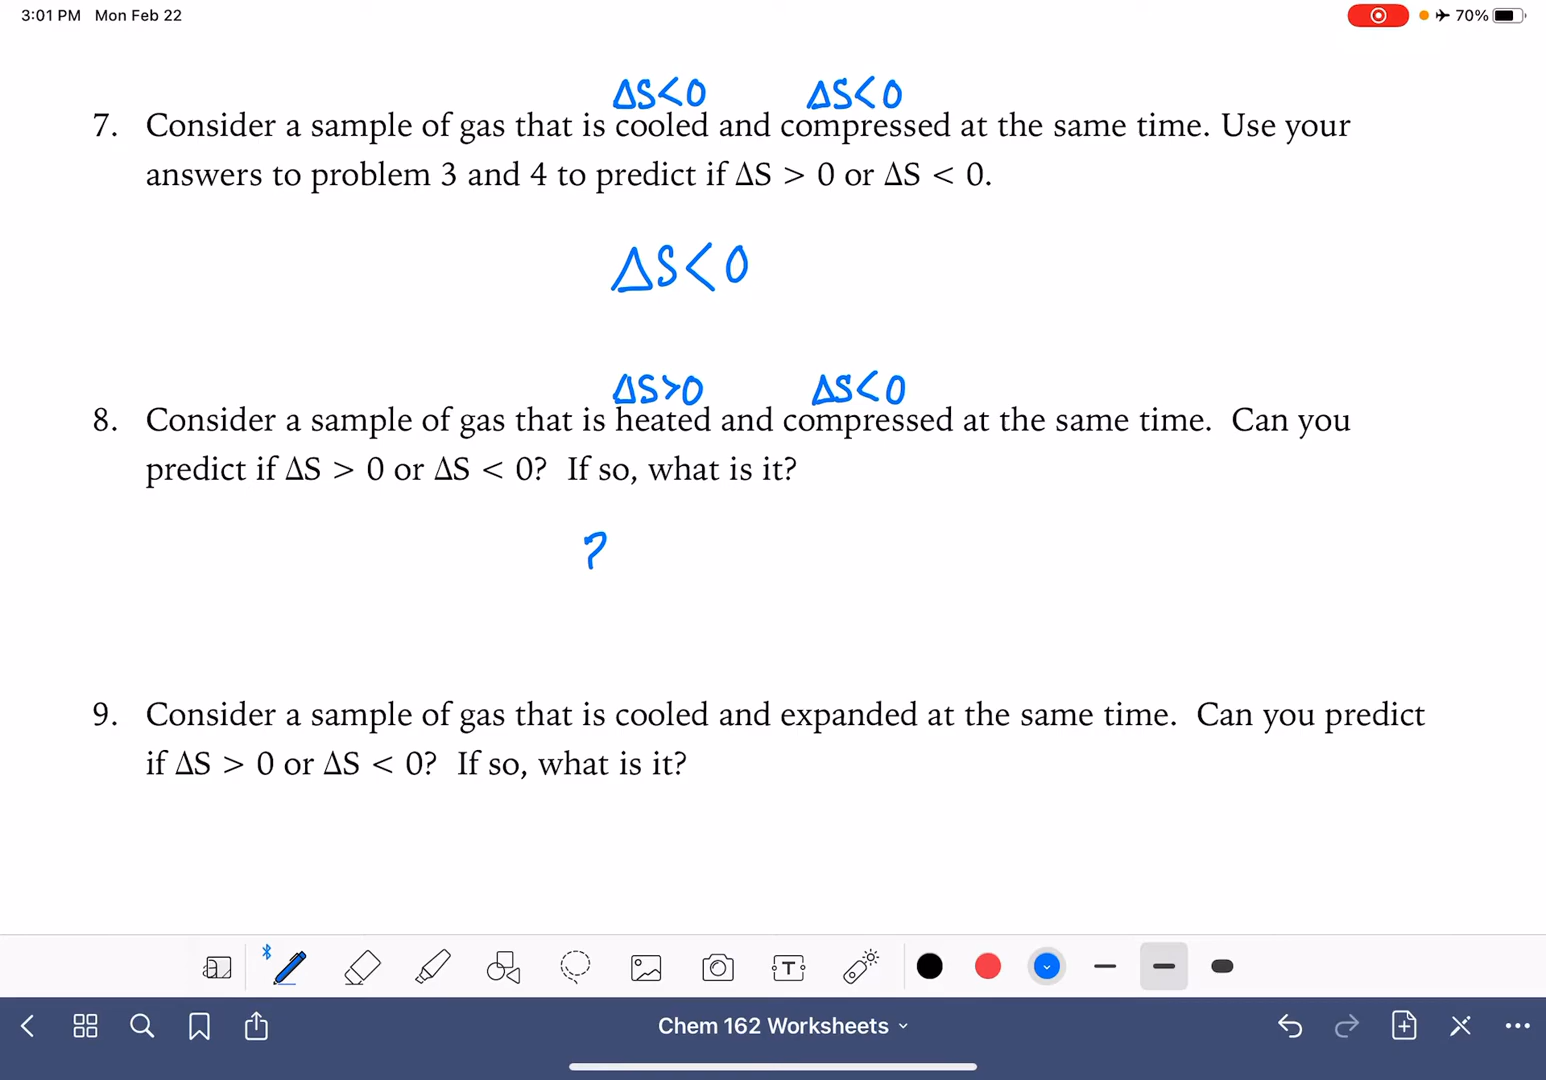 3:01 PM Mon Feb 22
70%
ΔS<0 ΔS<0
7. Consider a sample of gas that is cooled and compressed at the same time. Use your
answers to problem 3 and 4 to predict if ΔS > 0 or ΔS < 0.
ΔS<0
ΔS>0 ΔS<0
8. Consider a sample of gas that is heated and compressed at the same time. Can you
predict if ΔS > 0 or ΔS < 0? If so, what is it?
?
9. Consider a sample of gas that is cooled and expanded at the same time. Can you predict
if ΔS > 0 or ΔS < 0? If so, what is it?
a T
Chem 162 Worksheets